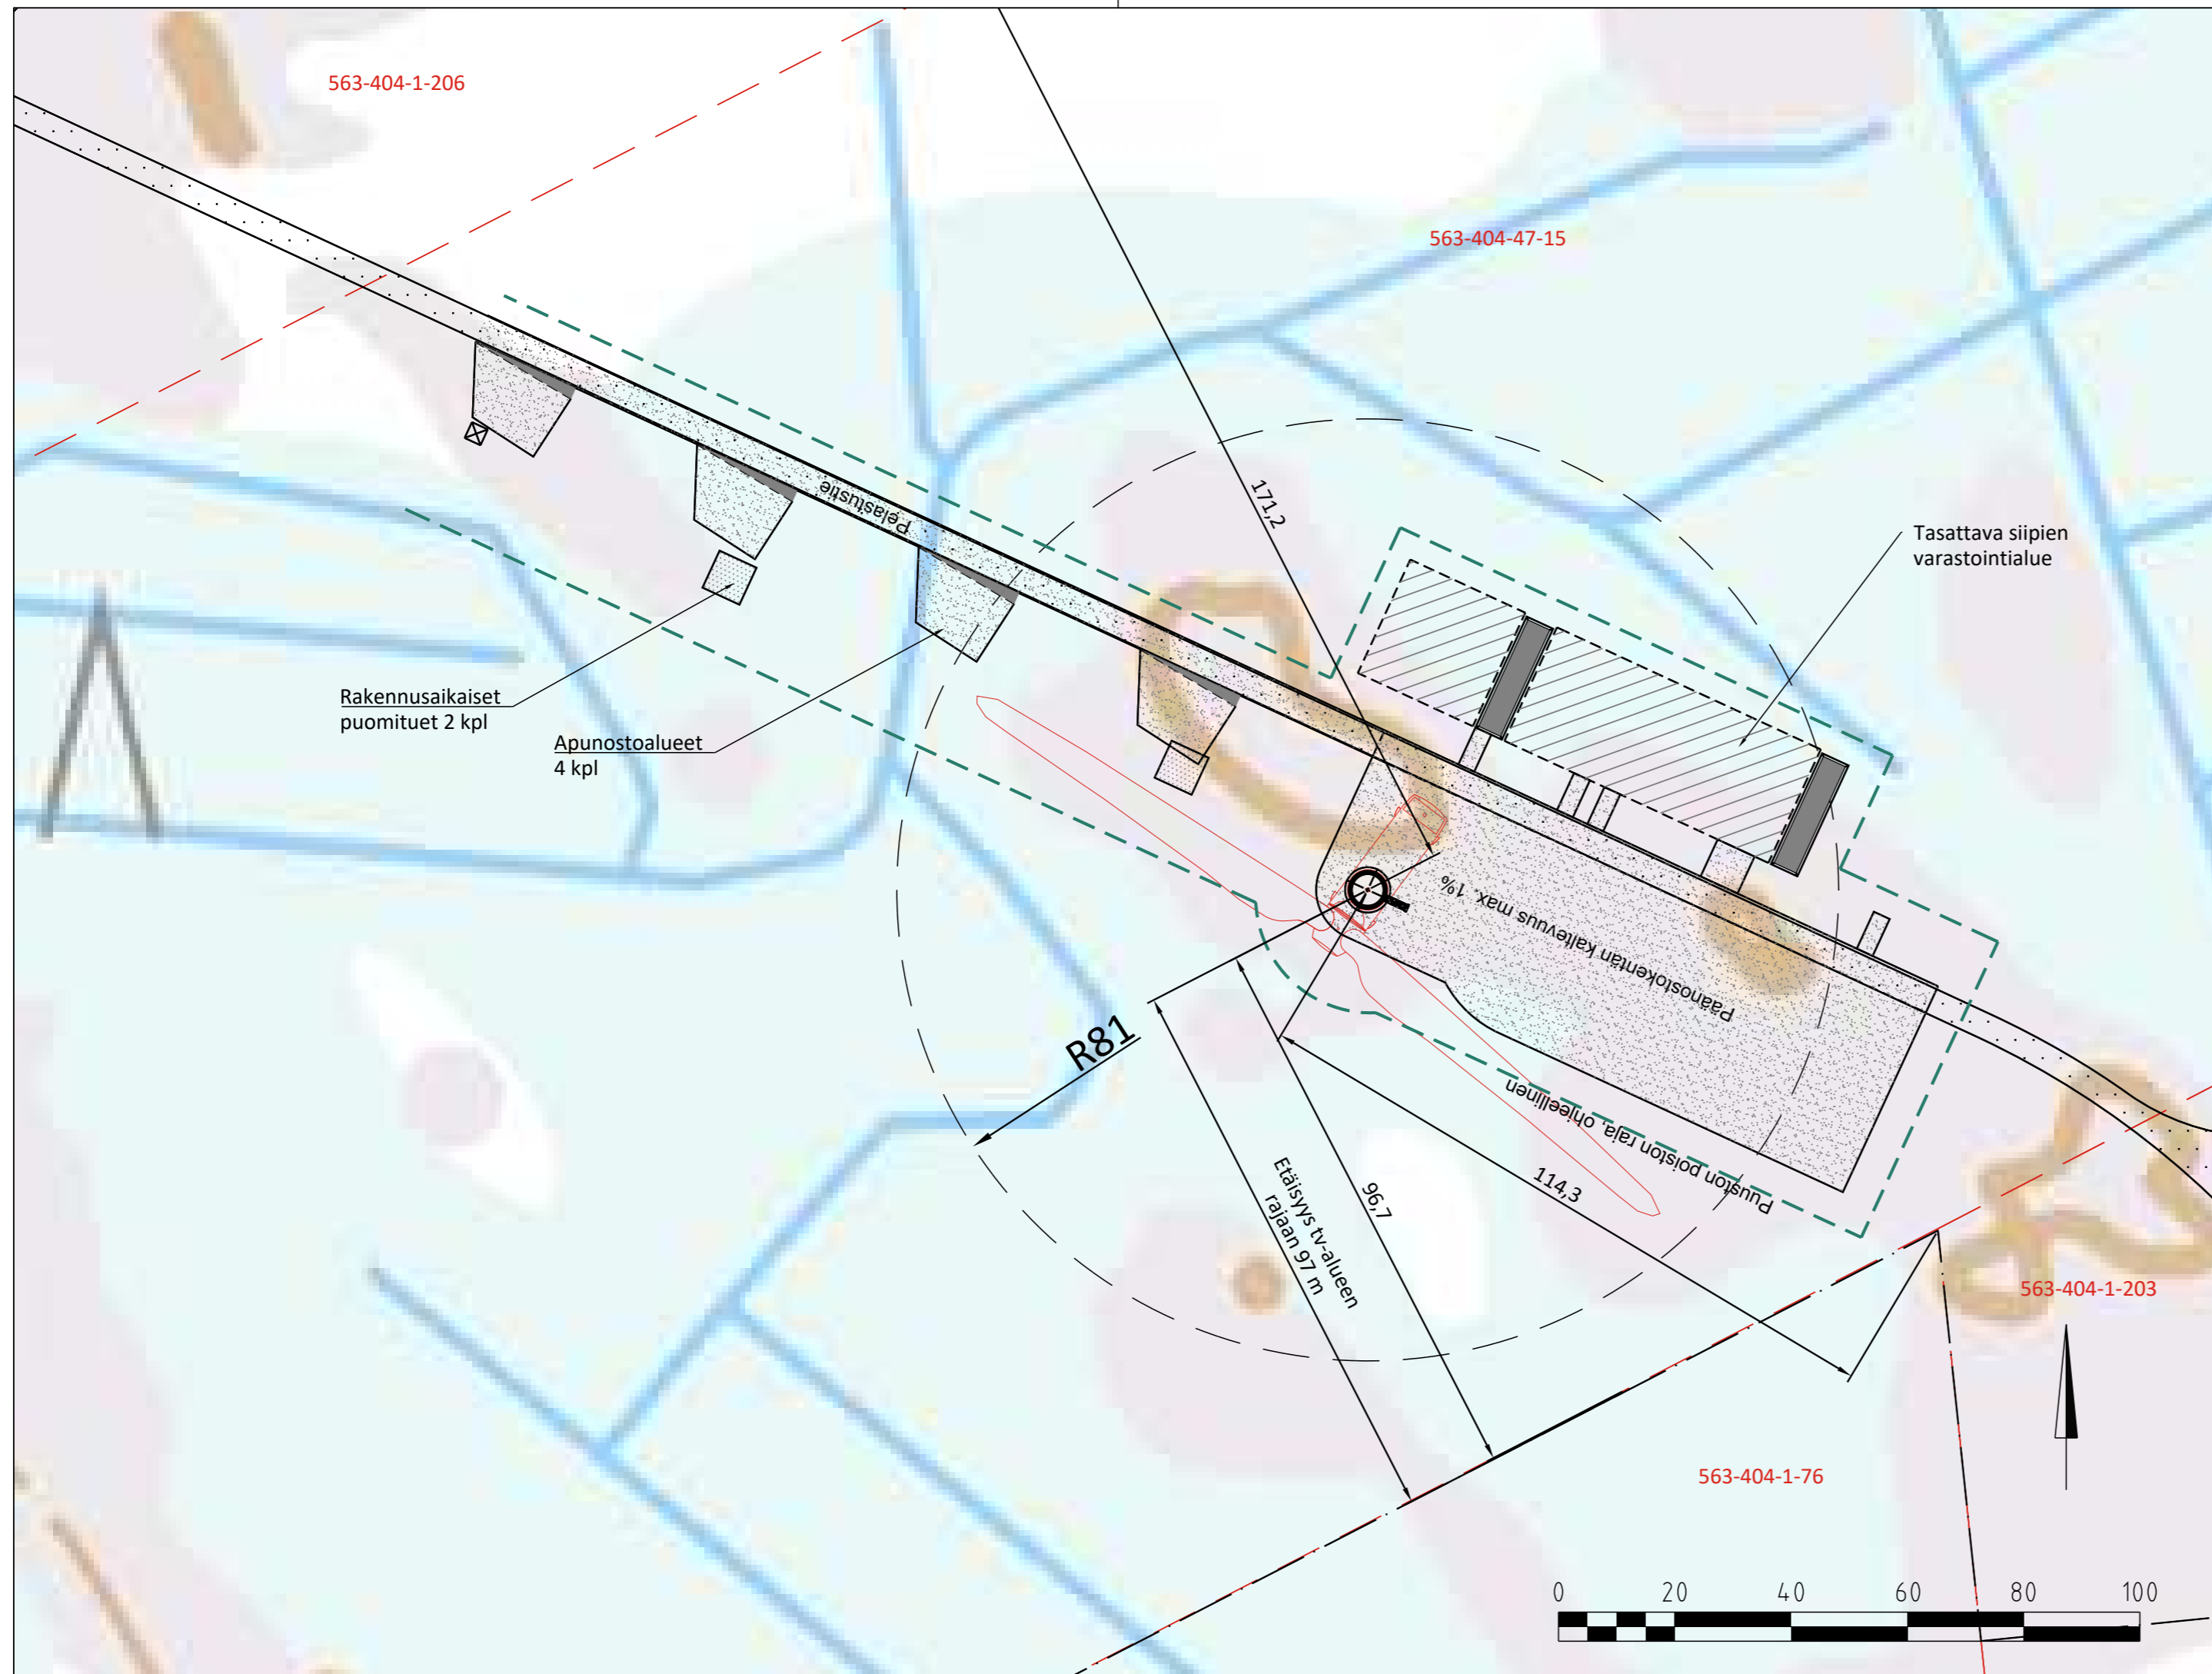 563-404-1-206
563-404-47-15
171,2
Pelastustie
Tasattava siipien
varastointialue
Rakennusaikaiset
puomituet 2 kpl
Apunostoalueet
4 kpl
Päänostokentän kaltevuus max. 1%
R81
Puuston poiston raja, ohjeellinen
114,3
96,7
Etäisyys tv-alueen
rajaan 97 m
563-404-1-203
563-404-1-76
0 20 40 60 80 100